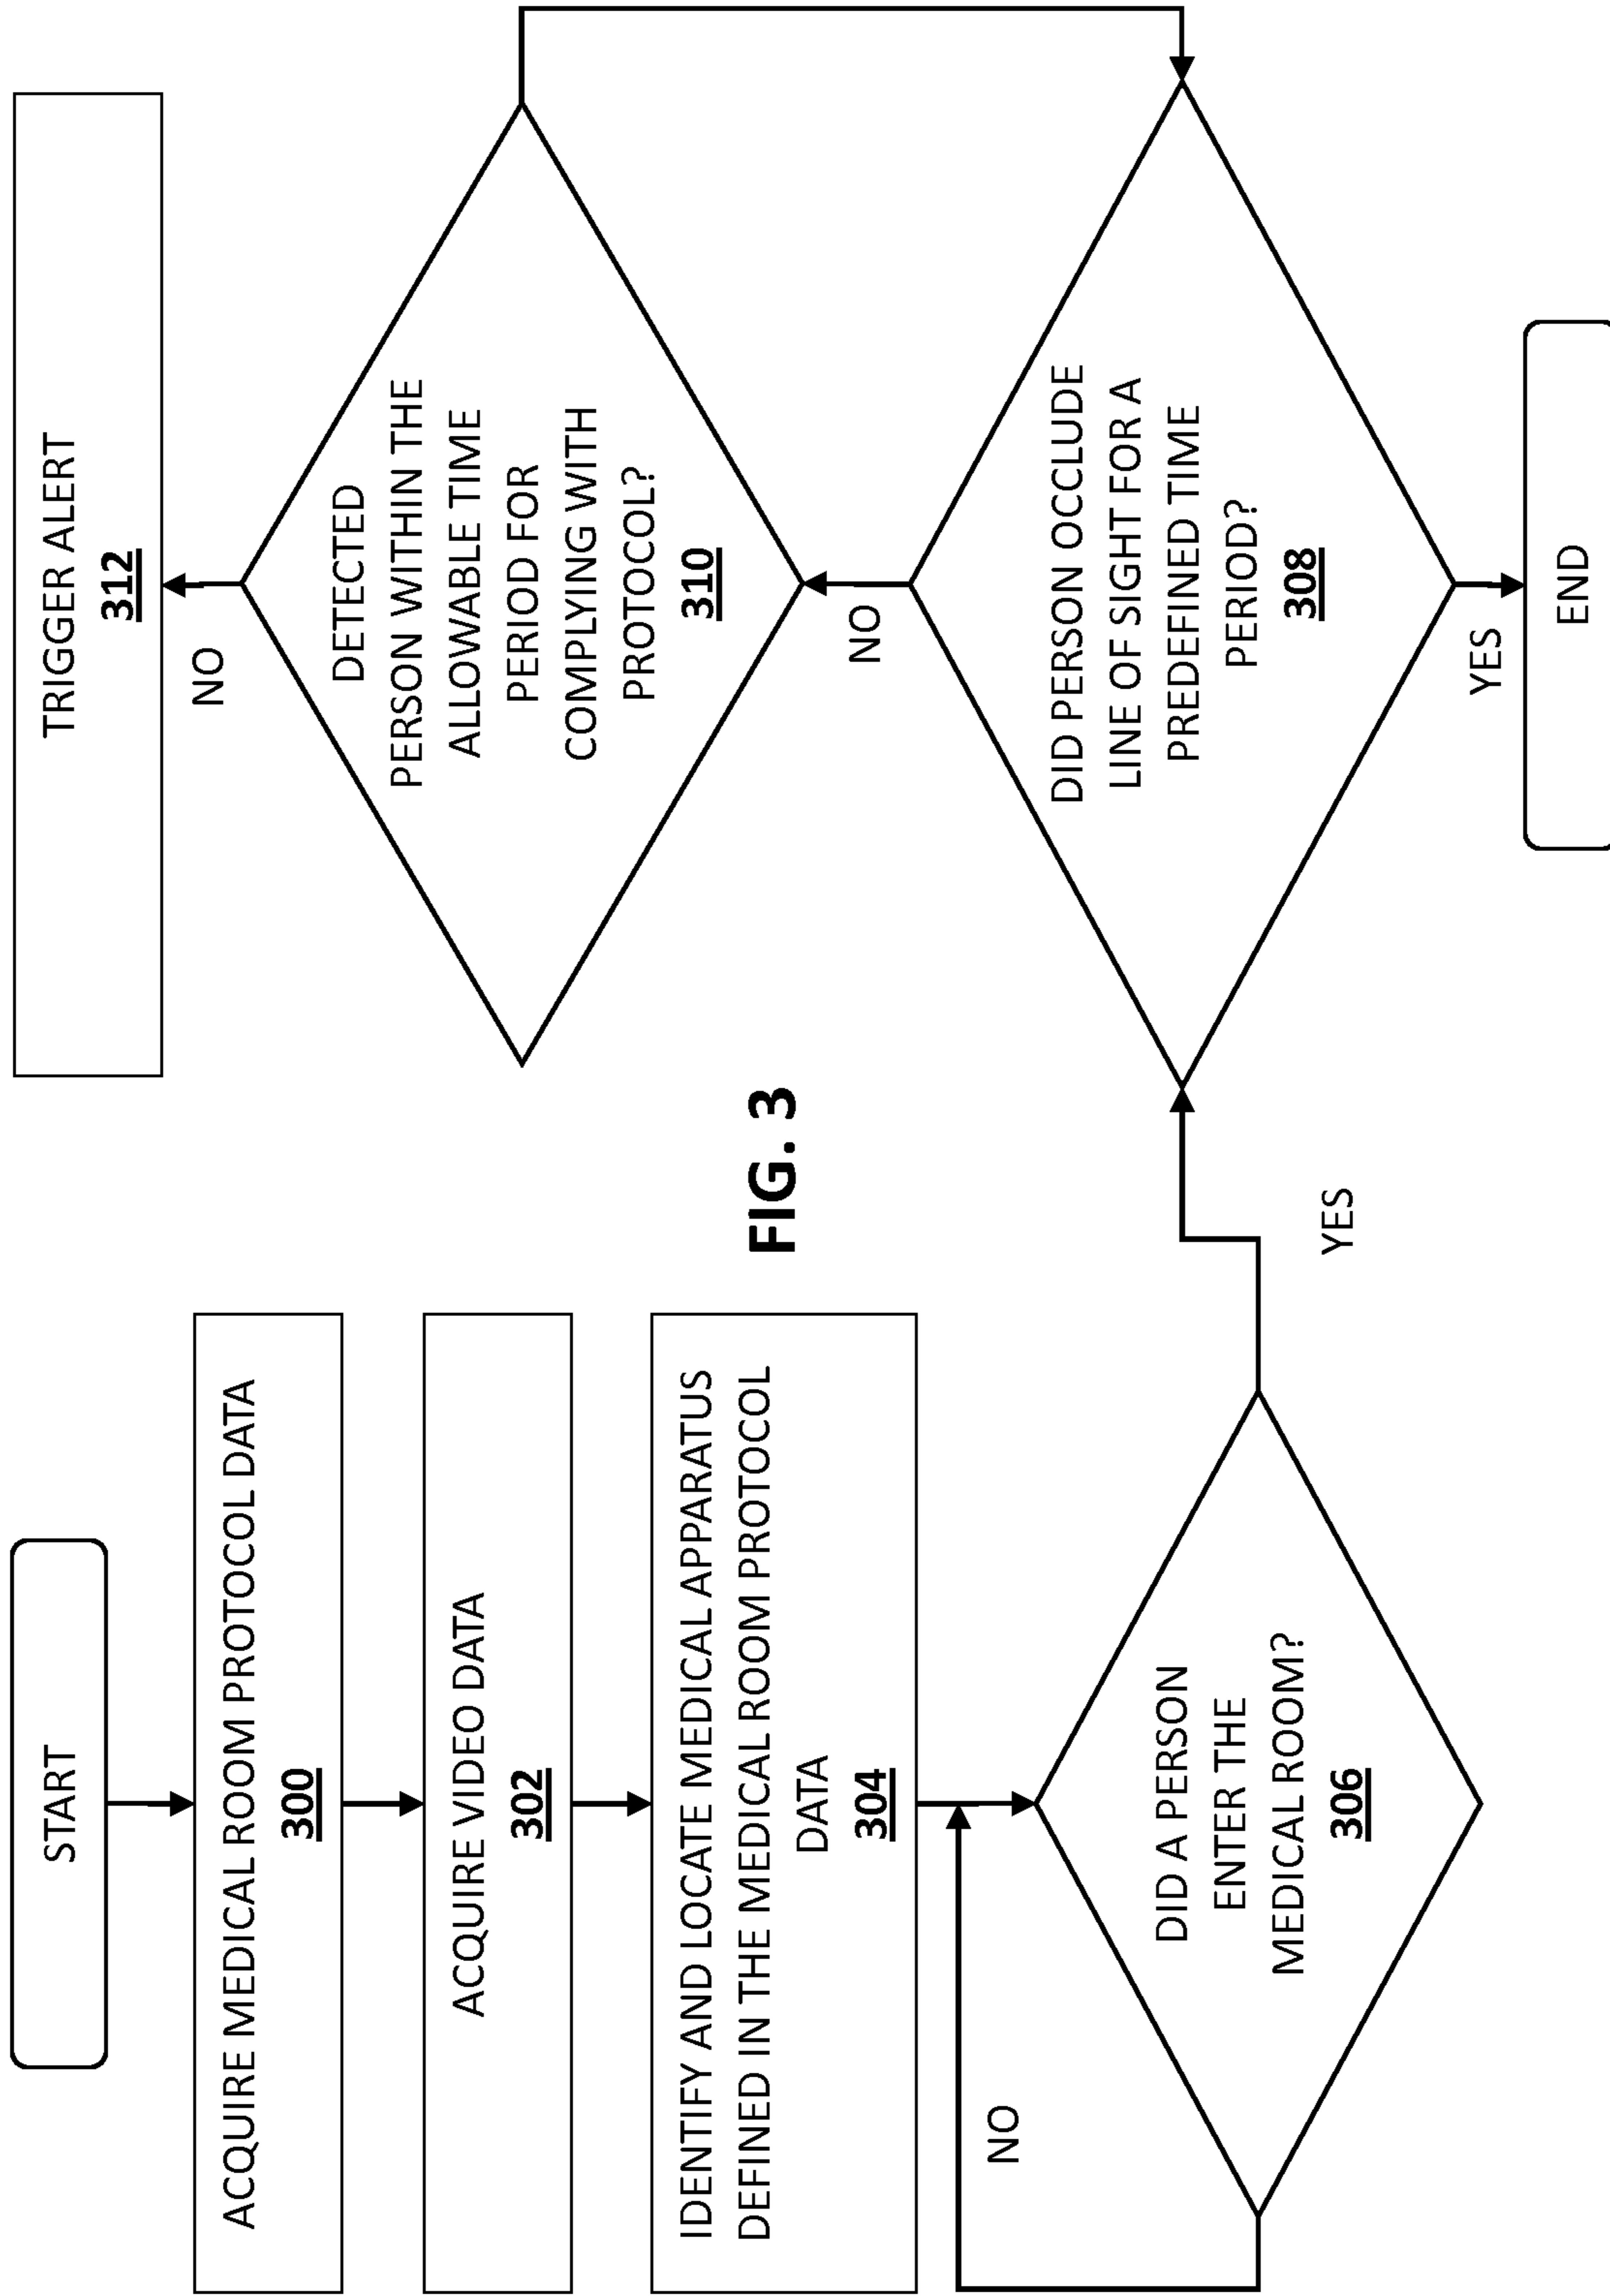 START
ACQUIRE MEDICAL ROOM PROTOCOL DATA
300
ACQUIRE VIDEO DATA
302
IDENTIFY AND LOCATE MEDICAL APPARATUS
DEFINED IN THE MEDICAL ROOM PROTOCOL
DATA
304
NO
DID A PERSON
ENTER THE
MEDICAL ROOM?
306
YES
FIG. 3
TRIGGER ALERT
312
NO
DETECTED
PERSON WITHIN THE
ALLOWABLE TIME
PERIOD FOR
COMPLYING WITH
PROTOCOL?
310
NO
DID PERSON OCCLUDE
LINE OF SIGHT FOR A
PREDEFINED TIME
PERIOD?
308
YES
END